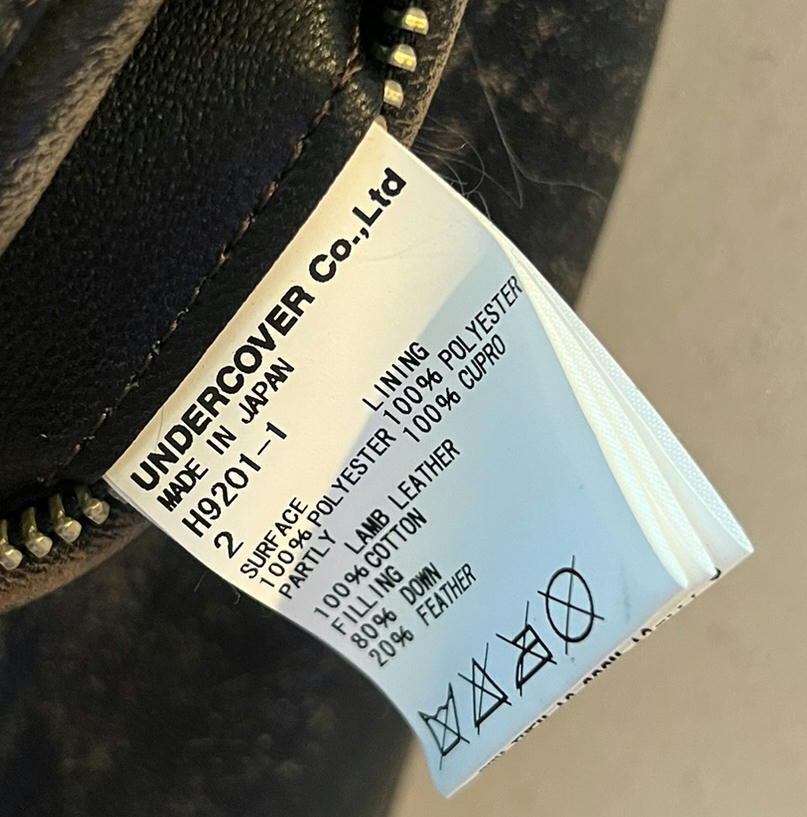 UNDERCOVER Co.,Ltd
MADE IN JAPAN
H9201-1
2
SURFACE LINING
100% POLYESTER 100% POLYESTER
PARTLY 100% CUPRO
LAMB LEATHER
100% COTTON
FILLING
80% DOWN
20% FEATHER